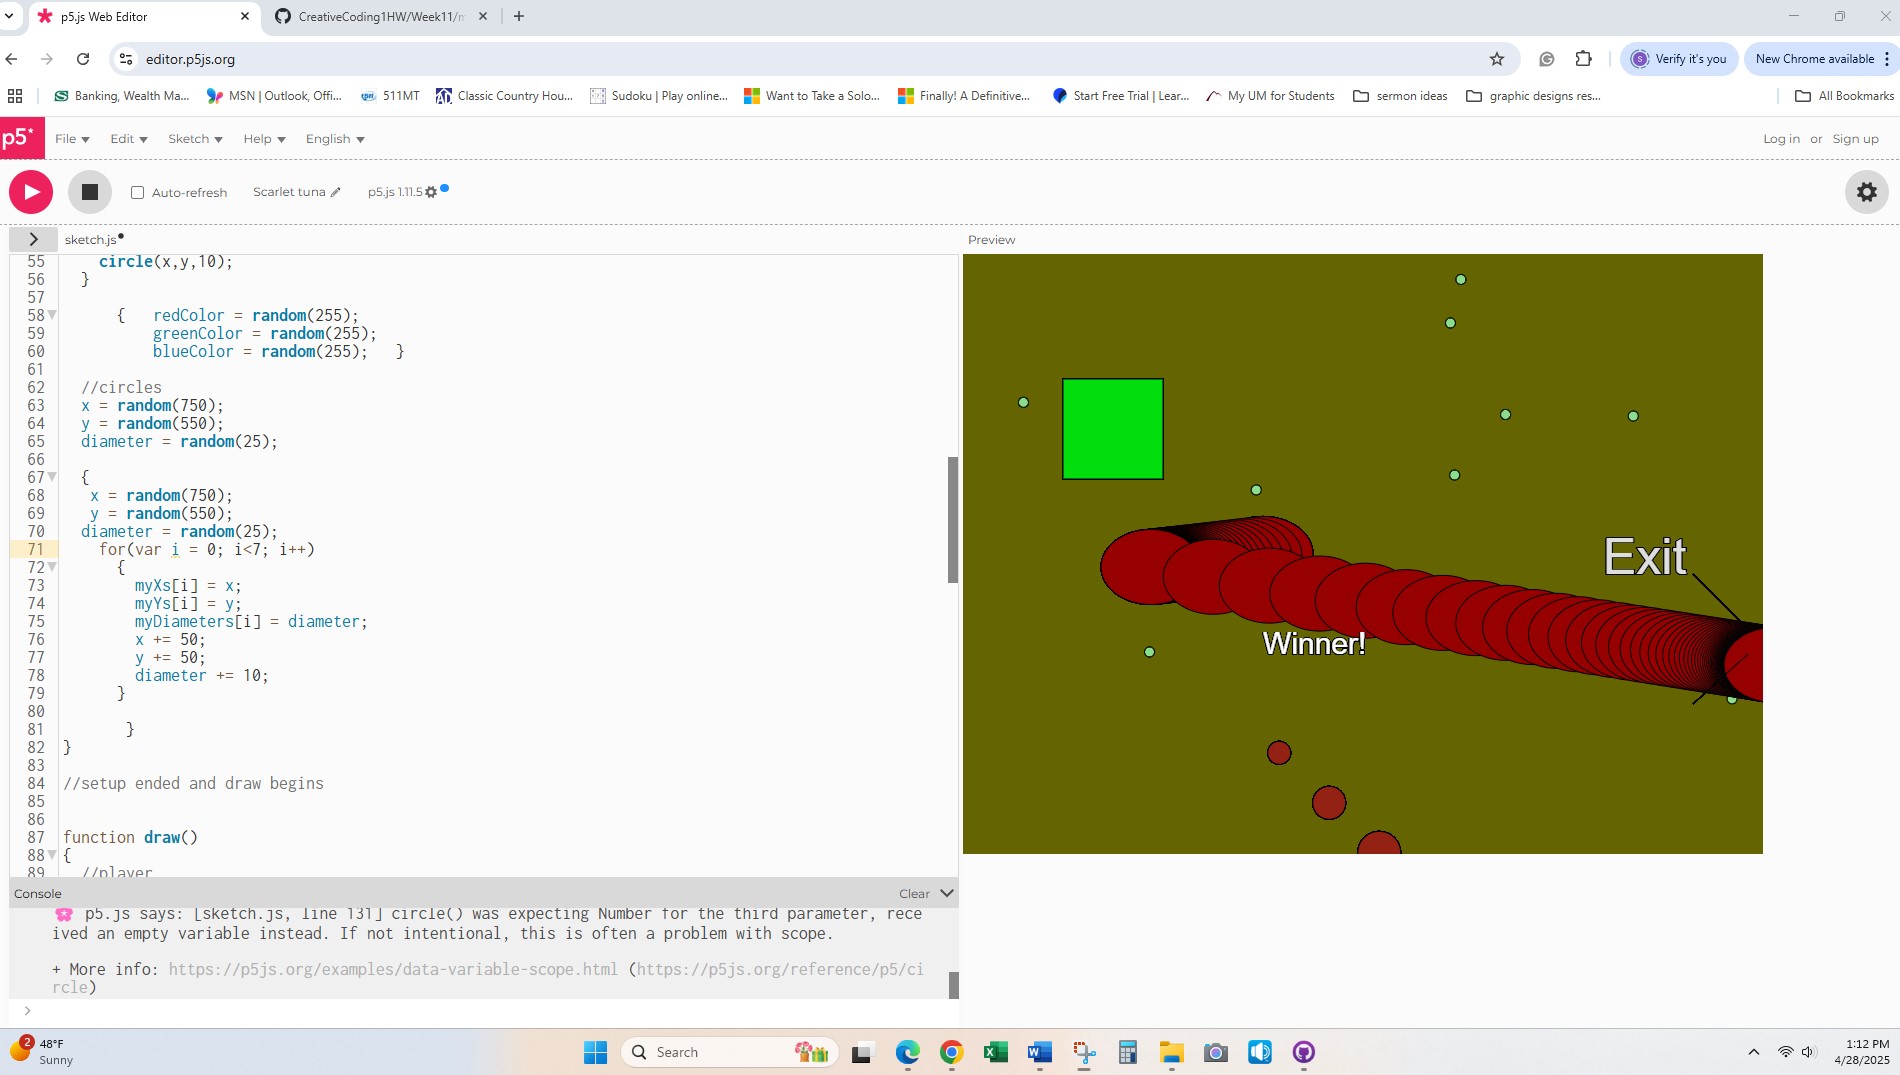 p5.js Web Editor
CreativeCoding1HW/Week11/m
editor.p5js.org
Verify it's you
New Chrome available
Banking, Wealth Ma...
MSN | Outlook, Offi...
511MT
Classic Country Hou...
Sudoku | Play online...
Want to Take a Solo...
Finally! A Definitive...
Start Free Trial | Lear...
My UM for Students
sermon ideas
graphic designs res...
All Bookmarks
p5*
File
Edit
Sketch
Help
English
Log in or Sign up
Auto-refresh
Scarlet tuna
p5.js 1.11.5
sketch.js
Preview
55 circle(x,y,10);
56 }
57
58 { redColor = random(255);
59 greenColor = random(255);
60 blueColor = random(255); }
61
62 //circles
63 x = random(750);
64 y = random(550);
65 diameter = random(25);
66
67 {
68 x = random(750);
69 y = random(550);
70 diameter = random(25);
71 for(var i = 0; i<7; i++)
72 {
73 myXs[i] = x;
74 myYs[i] = y;
75 myDiameters[i] = diameter;
76 x += 50;
77 y += 50;
78 diameter += 10;
79 }
80
81 }
82 }
83
84 //setup ended and draw begins
85
86
87 function draw()
88 {
89 //player
Exit
Winner!
Console
Clear
p5.js says: [sketch.js, line 131] circle() was expecting Number for the third parameter, rece
ived an empty variable instead. If not intentional, this is often a problem with scope.
+ More info: https://p5js.org/examples/data-variable-scope.html (https://p5js.org/reference/p5/ci
rcle)
>
2
48°F
Sunny
Search
1:12 PM
4/28/2025